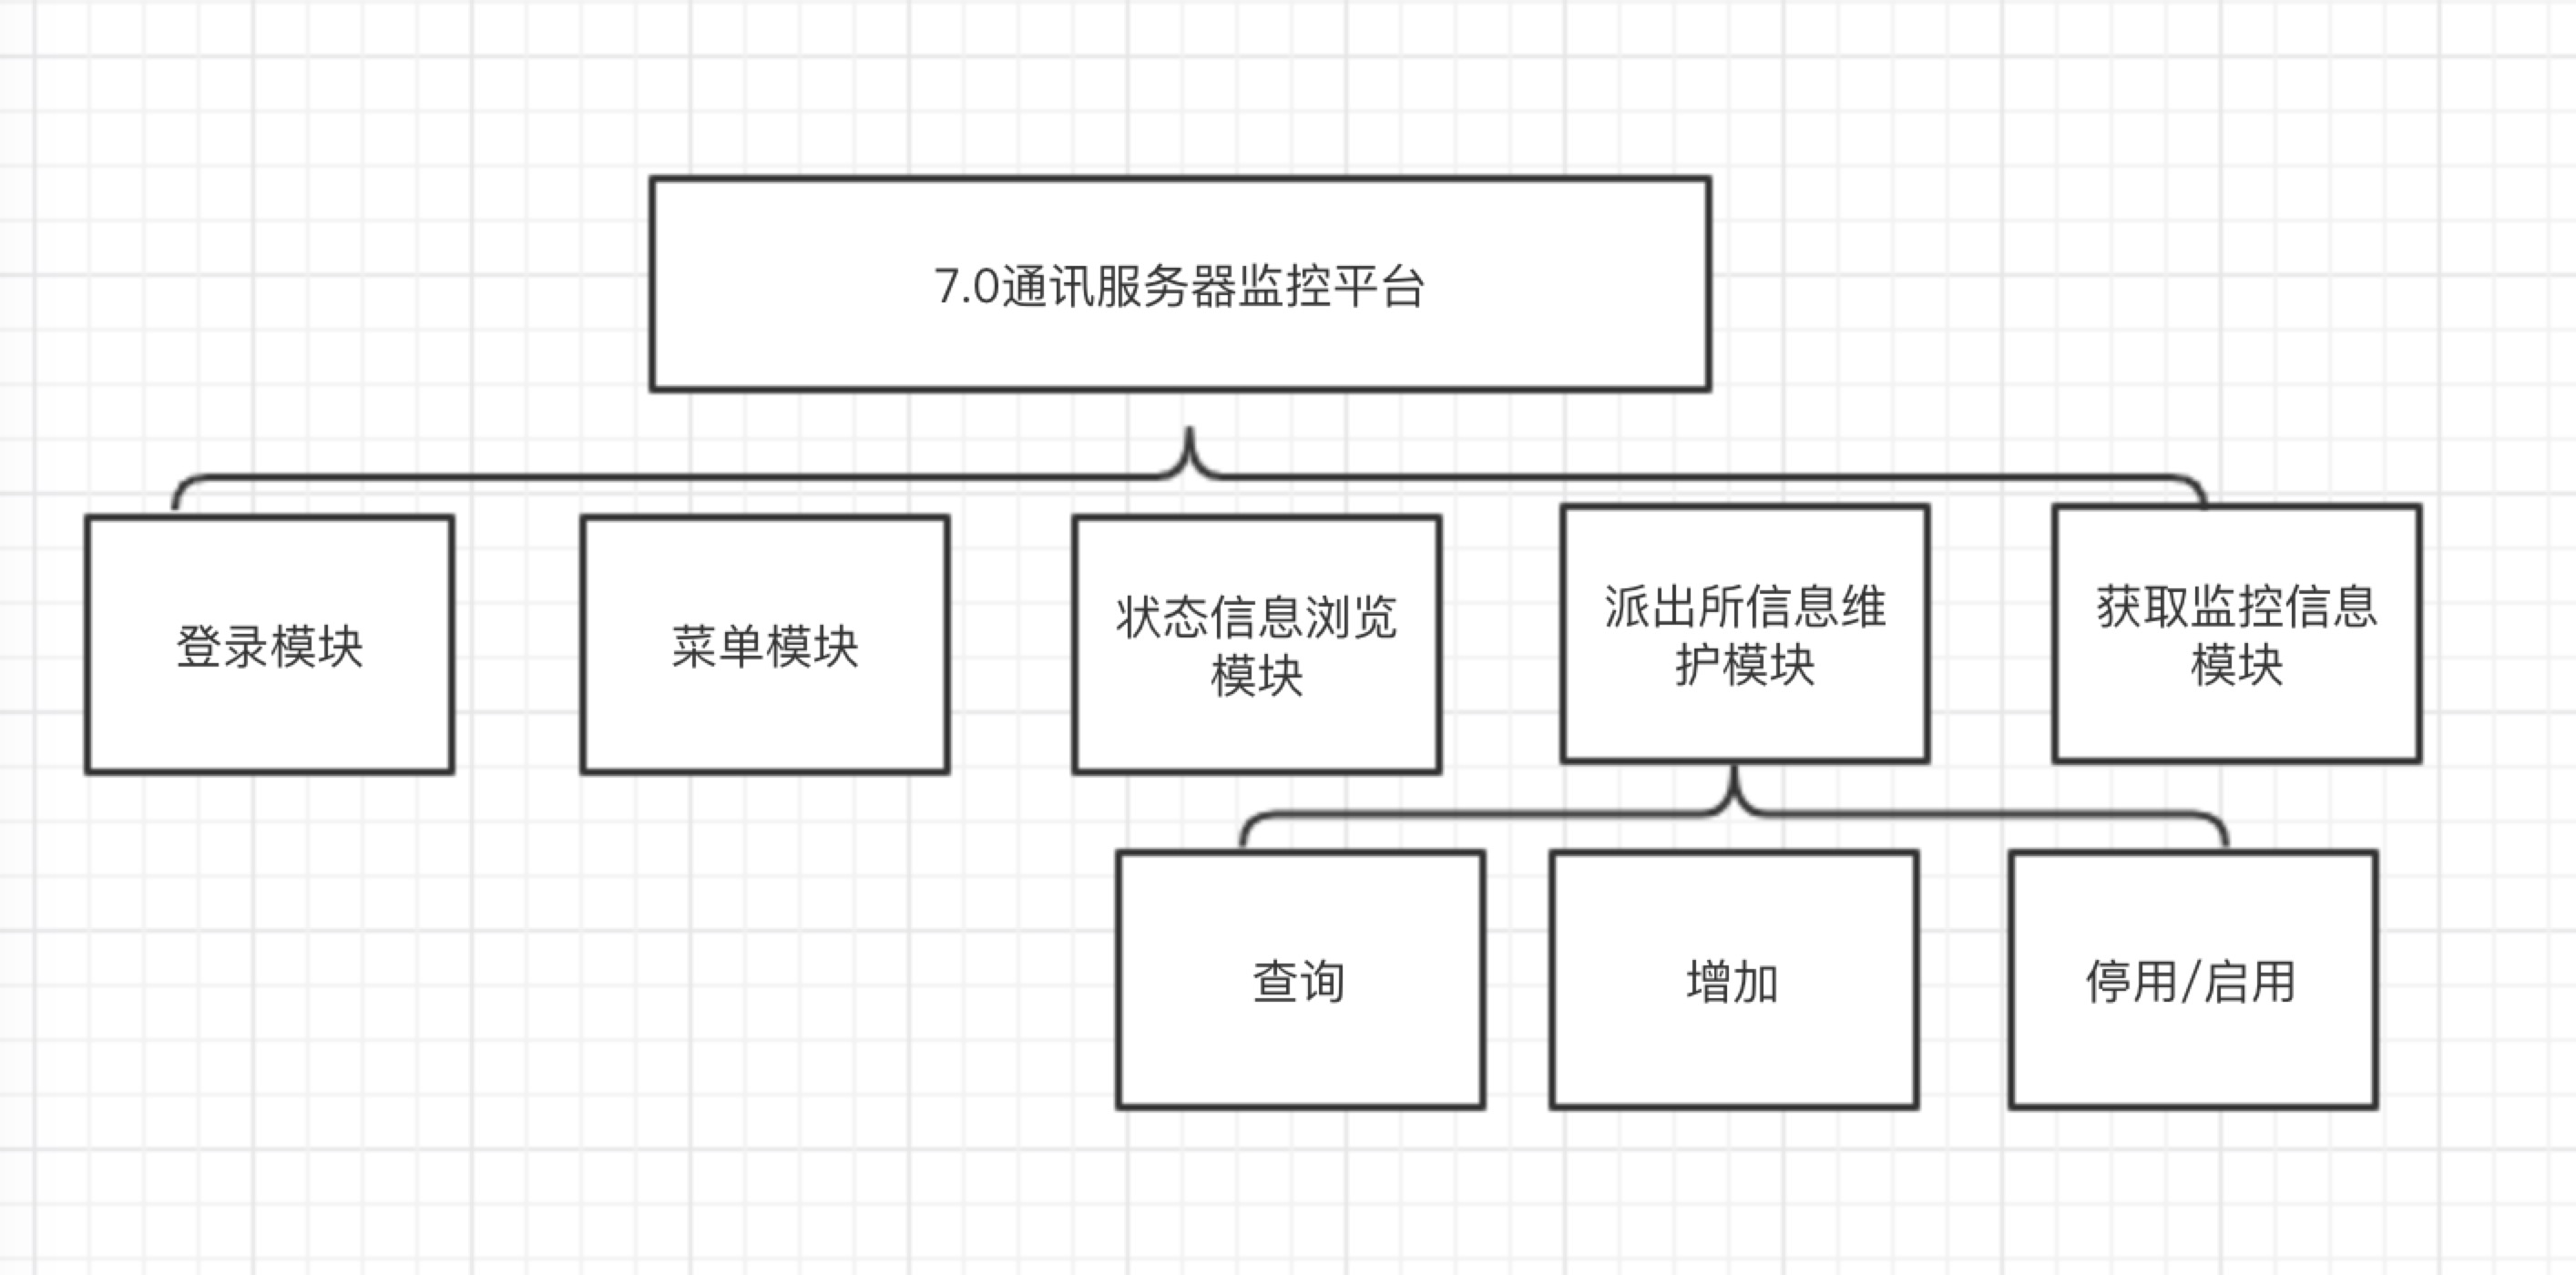 7.0通讯服务器监控平台
登录模块
菜单模块
状态信息浏览
模块
派出所信息维
护模块
获取监控信息
模块
查询
增加
停用/启用